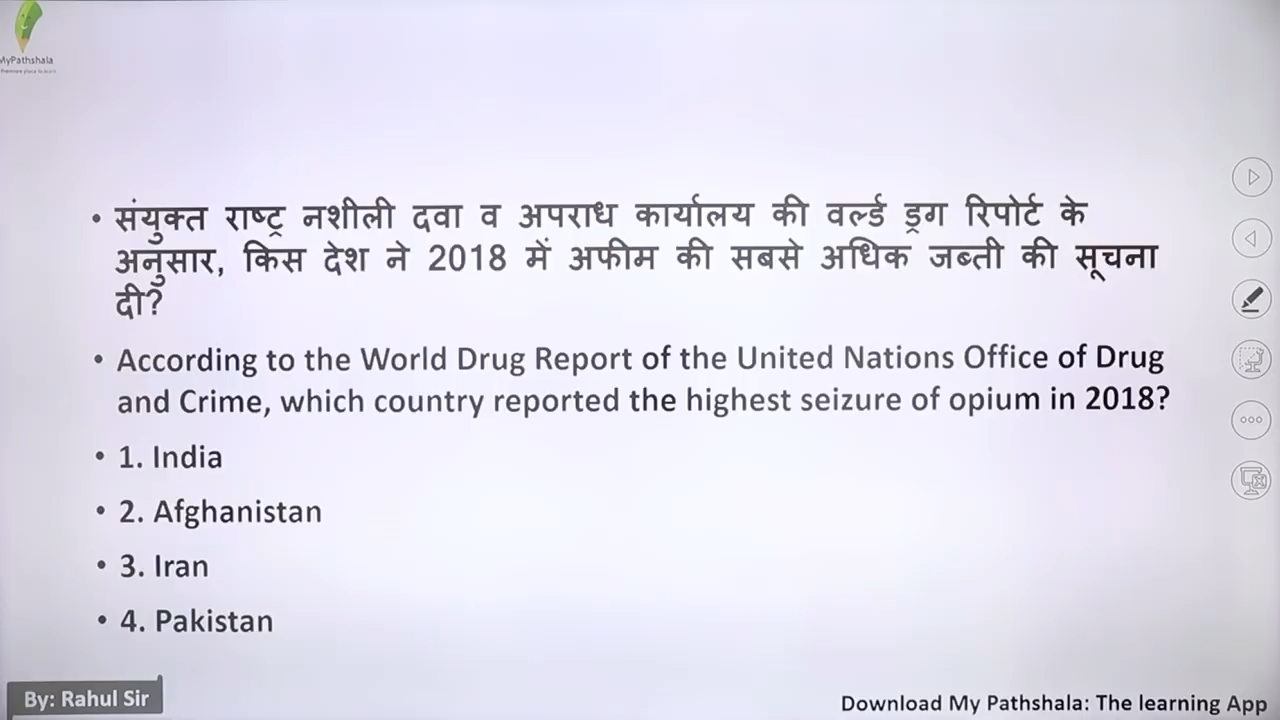 MyPathshala
संयुक्त राष्ट्र नशीली दवा व अपराध कार्यालय की वर्ल्ड ड्रग रिपोर्ट के
अनुसार, किस देश ने 2018 में अफीम की सबसे अधिक जब्ती की सूचना
दी?
According to the World Drug Report of the United Nations Office of Drug
and Crime, which country reported the highest seizure of opium in 2018?
1. India
2. Afghanistan
3. Iran
4. Pakistan
By: Rahul Sir
Download My Pathshala: The learning App